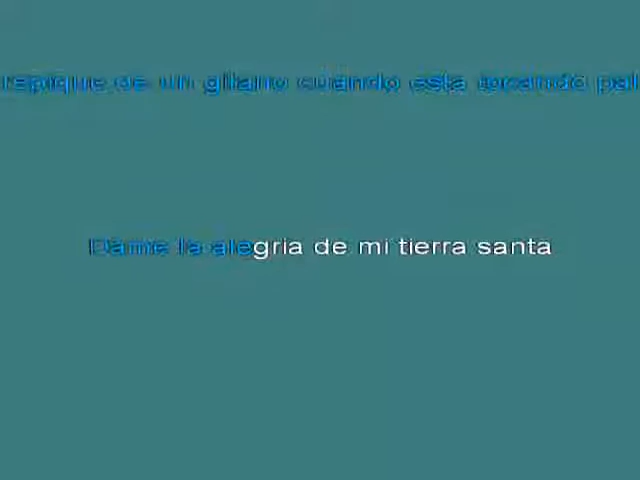 repique de un gitano cuando esta tocando pal
Dame la alegria de mi tierra santa